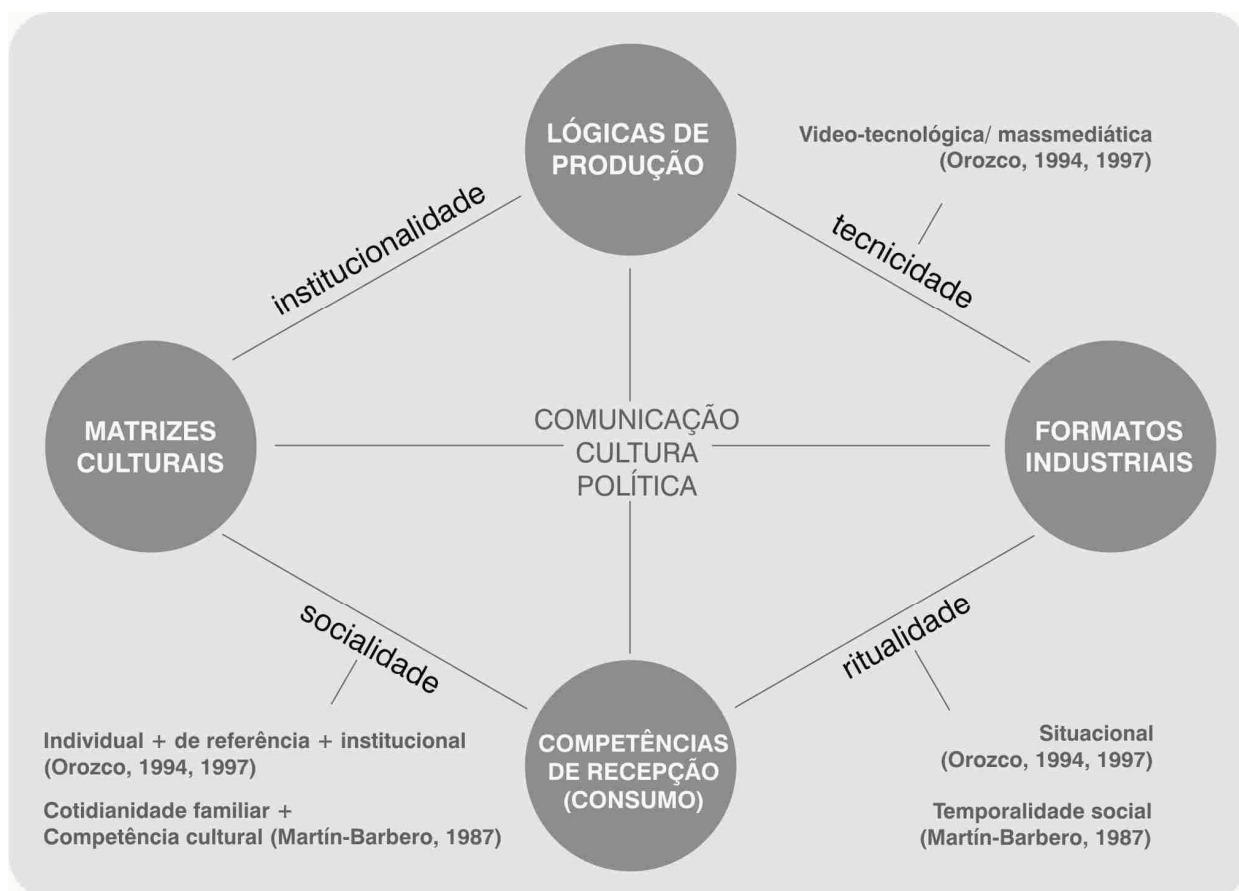 LÓGICAS DE
PRODUÇÃO
Video-tecnológica/ massmediática
(Orozco, 1994, 1997)
institucionalidade
tecnicidade
MATRIZES
CULTURAIS
COMUNICAÇÃO
CULTURA
POLÍTICA
FORMATOS
INDUSTRIAIS
socialidade
ritualidade
Individual + de referência + institucional
(Orozco, 1994, 1997)
Cotidianidade familiar +
Competência cultural (Martín-Barbero, 1987)
COMPETÊNCIAS
DE RECEPÇÃO
(CONSUMO)
Situacional
(Orozco, 1994, 1997)
Temporalidade social
(Martín-Barbero, 1987)